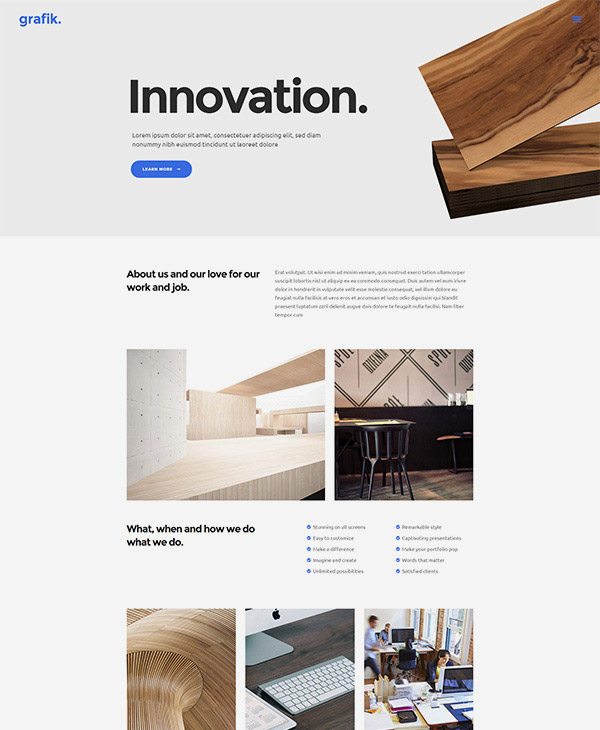 grafik.
Innovation.
Lorem ipsum dolor sit amet, consectetuer adipiscing elit, sed diam
nonummy nibh euismod tincidunt ut laoreet dolore
LEARN MORE →
About us and our love for our
work and job.
Erat volutpat. Ut wisi enim ad minim veniam, quis nostrud exerci tation ullamcorper
suscipit lobortis nisl ut aliquip ex ea commodo consequat. Duis autem vel eum iriure
dolor in hendrerit in vulputate velit esse molestie consequat, vel illum dolore eu
feugiat nulla facilisis at vero eros et accumsan et iusto odio dignissim qui blandit
praesent luptatum zzril delenit augue duis dolore te feugait nulla facilisi. Nam liber
tempor cum
SPÓŁ
SPÓŁ
What, when and how we do
what we do.
Stunning on all screens
Easy to customize
Make a difference
Imagine and create
Unlimited possibilities
Remarkable style
Captivating presentations
Make your portfolio pop
Words that matter
Satisfied clients